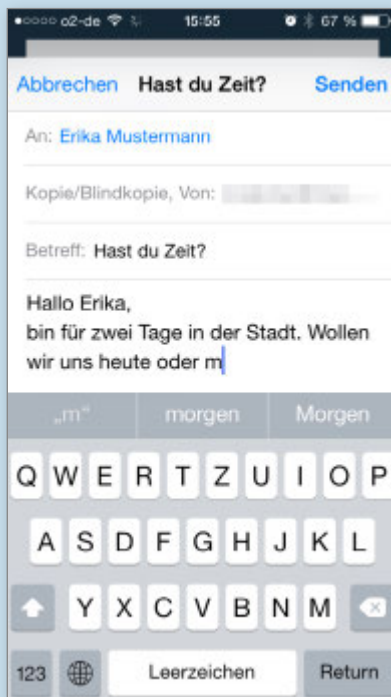 o2-de 15:55 67 %
Abbrechen Hast du Zeit? Senden
An: Erika Mustermann
Kopie/Blindkopie, Von:
Betreff: Hast du Zeit?
Hallo Erika,
bin für zwei Tage in der Stadt. Wollen
wir uns heute oder m
„m“ morgen Morgen
Q W E R T Z U I O P
A S D F G H J K L
Y X C V B N M
123 Leerzeichen Return